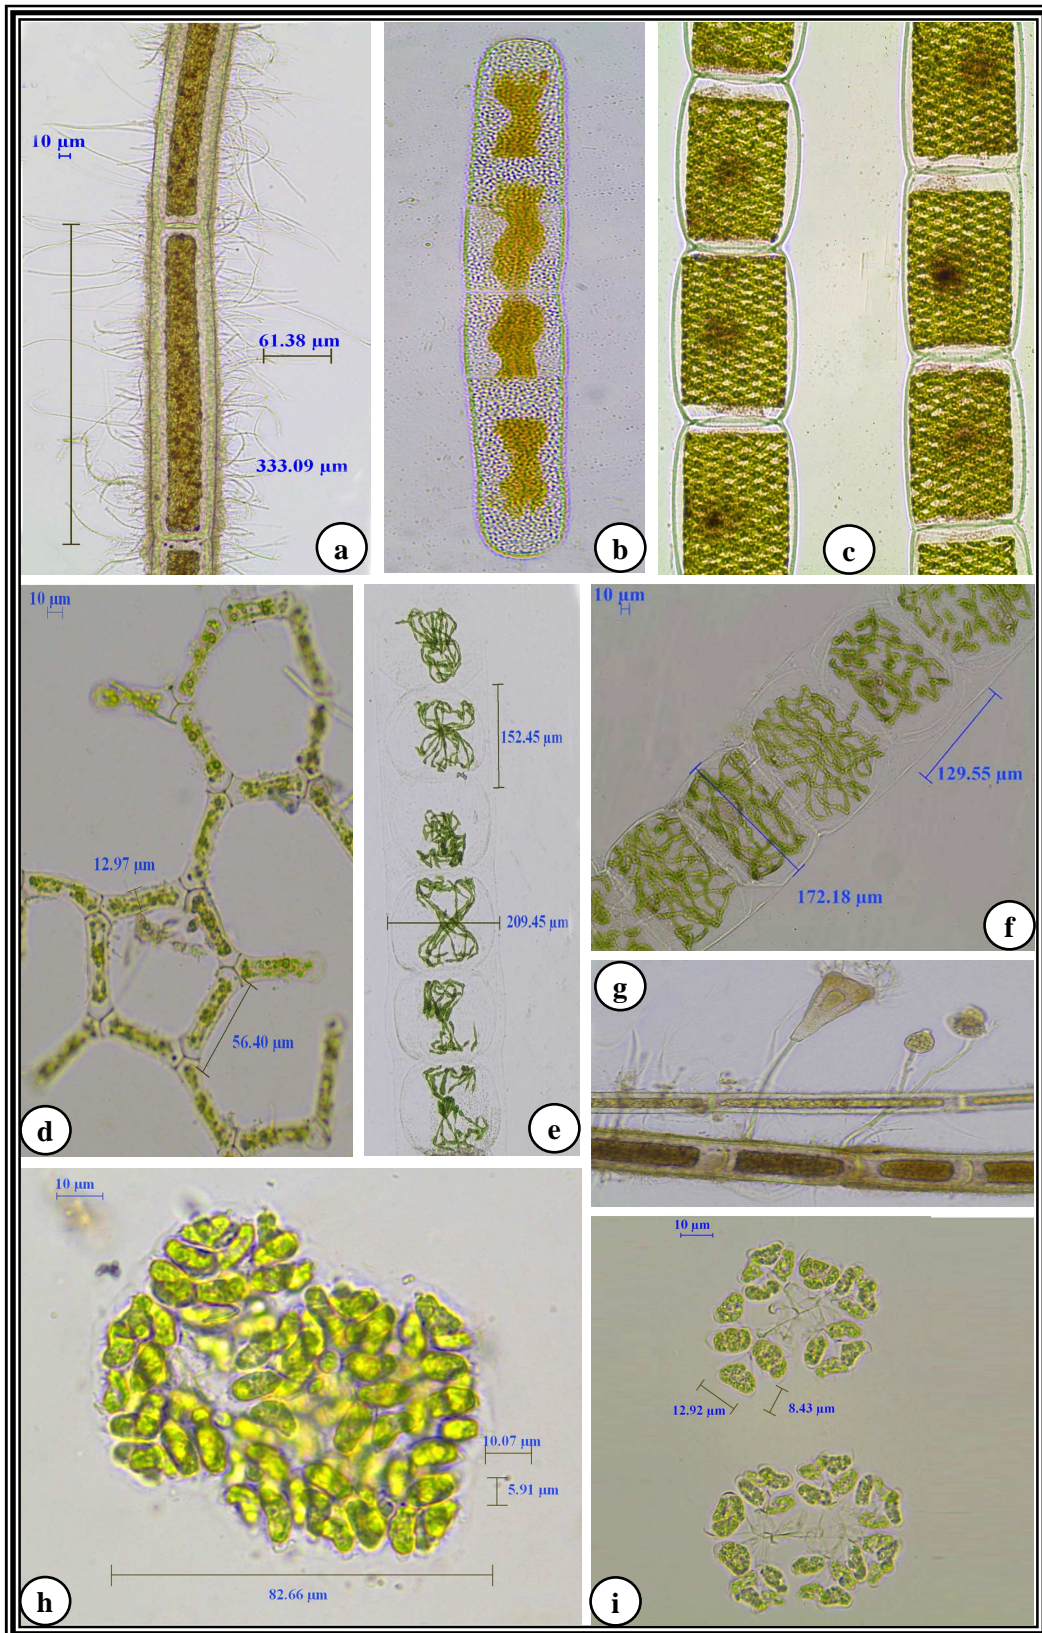 10 µm
61.38 µm
333.09 µm
a
b
c
10 µm
12.97 µm
56.40 µm
d
152.45 µm
209.45 µm
e
10 µm
129.55 µm
172.18 µm
f
g
10 µm
10.07 µm
5.91 µm
82.66 µm
h
10 µm
12.92 µm
8.43 µm
i